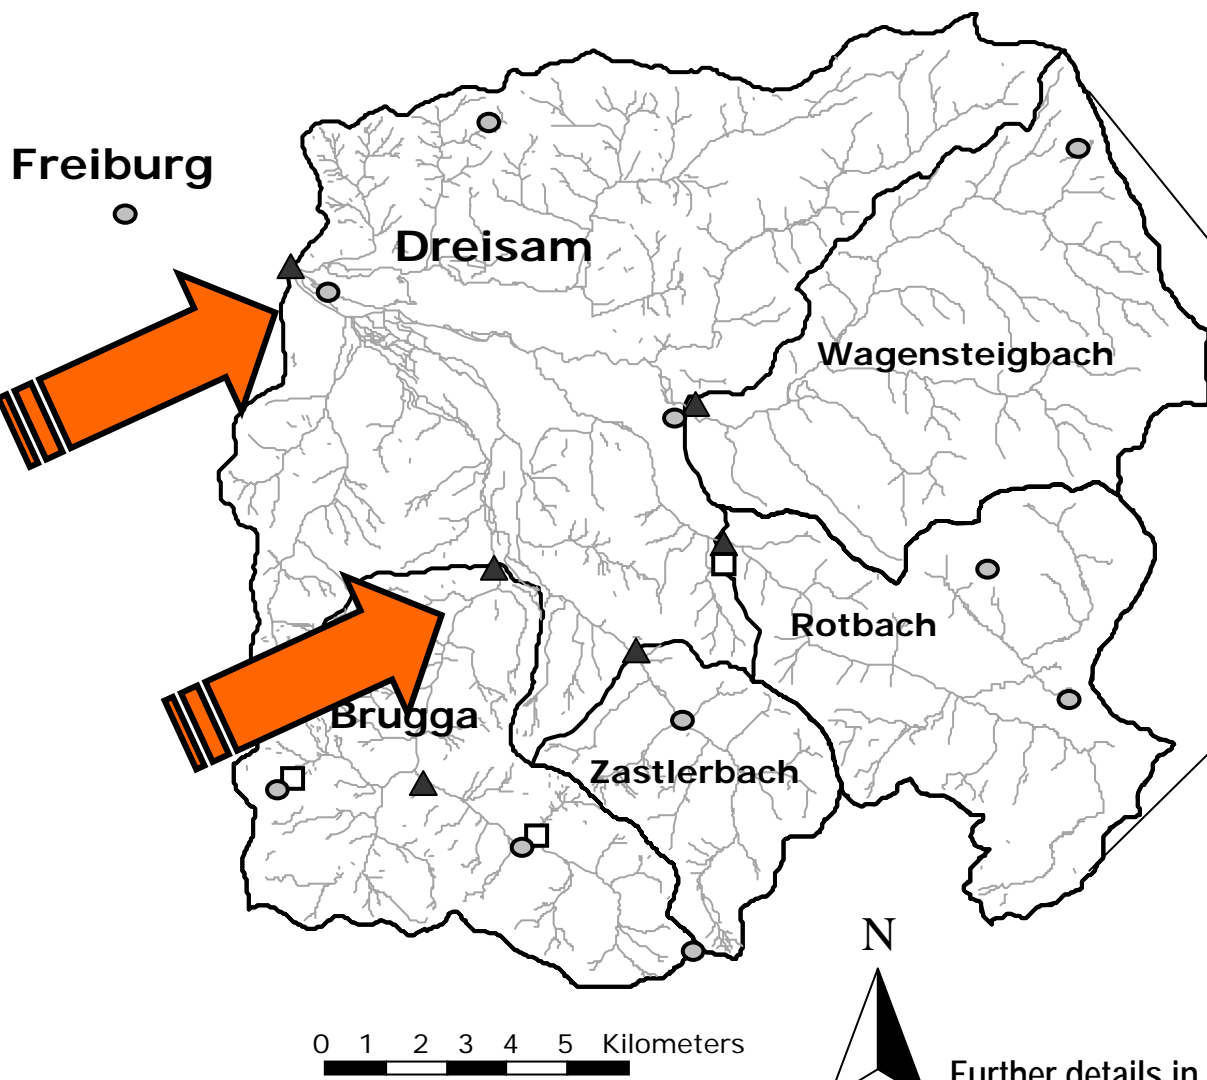 Freiburg
Dreisam
Wagensteigbach
Rotbach
Brugga
Zastlerbach
N
0 1 2 3 4 5 Kilometers
Further details in